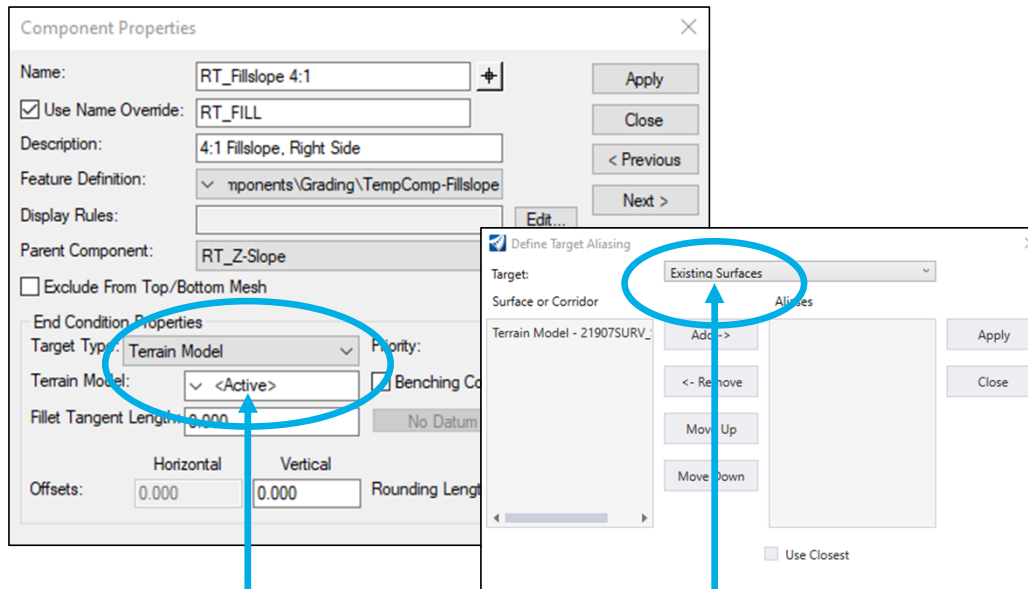 Component Properties
Name: RT_Fillslope 4:1 Apply
Use Name Override: RT_FILL Close
Description: 4:1 Fillslope, Right Side < Previous
Feature Definition: mponents\Grading\TempComp-Fillslope Next >
Display Rules: Edit...
Parent Component: RT_Z-Slope
Exclude From Top/Bottom Mesh
End Condition Properties
Target Type: Terrain Model Priority:
Terrain Model: <Active> Benching Co
Fillet Tangent Length: 0.000 No Datum
Horizontal Vertical
Offsets: 0.000 0.000 Rounding Lengt
Define Target Aliasing
Target: Existing Surfaces
Surface or Corridor Aliases
Terrain Model - 21907SURV_ Add -> Apply
<- Remove Close
Move Up
Move Down
Use Closest